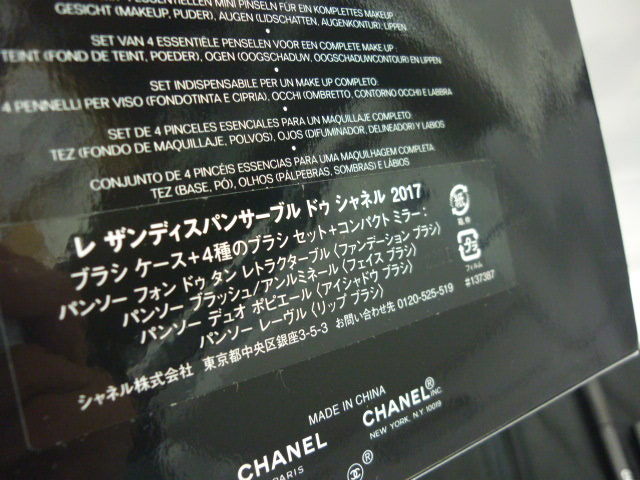 ESSENTIELLEN MINI PINSELN FÜR EIN KOMPLETTES MAKEUP :
GESICHT (MAKEUP, PUDER), AUGEN (LIDSCHATTEN, AUGENKONTUR), LIPPEN
•
SET VAN 4 ESSENTIËLE PENSELEN VOOR EEN COMPLETE MAKE UP :
TEINT (FOND DE TEINT, POEDER), OGEN (OOGSCHADUW, OOGSCHADUWCONTOUR) EN LIPPEN
•
SET INDISPENSABILE PER UN MAKE UP COMPLETO:
4 PENNELLI PER VISO (FONDOTINTA E CIPRIA), OCCHI (OMBRETTO, CONTORNO OCCHI) E LABBRA
•
SET DE 4 PINCELES ESENCIALES PARA UN MAQUILLAJE COMPLETO:
TEZ (FONDO DE MAQUILLAJE, POLVOS), OJOS (DIFUMINADOR, DELINEADOR) Y LABIOS
•
CONJUNTO DE 4 PINCÉIS ESSENCIAS PARA UMA MAQUILHAGEM COMPLETA:
TEZ (BASE, PÓ), OLHOS (PÁLPEBRAS, SOMBRAS) E LÁBIOS
レ ザンディスパンサーブル ドゥ シャネル 2017
ブラシ ケース+4種のブラシ セット+コンパクト ミラー:
パンソー フォン ドゥ タン レトラクターブル〈ファンデーション ブラシ〉
パンソー ブラッシュ/アンルミネール〈フェイス ブラシ〉
パンソー デュオ ポピエール〈アイシャドウ ブラシ〉
パンソー レーヴル〈リップ ブラシ〉
シャネル株式会社 東京都中央区銀座3-5-3 お問い合わせ先 0120-525-519
紙
プラ
フィルム
#137387
MADE IN CHINA
CHANEL
PARIS
CHANEL® INC.
NEW YORK, N.Y. 10019
®